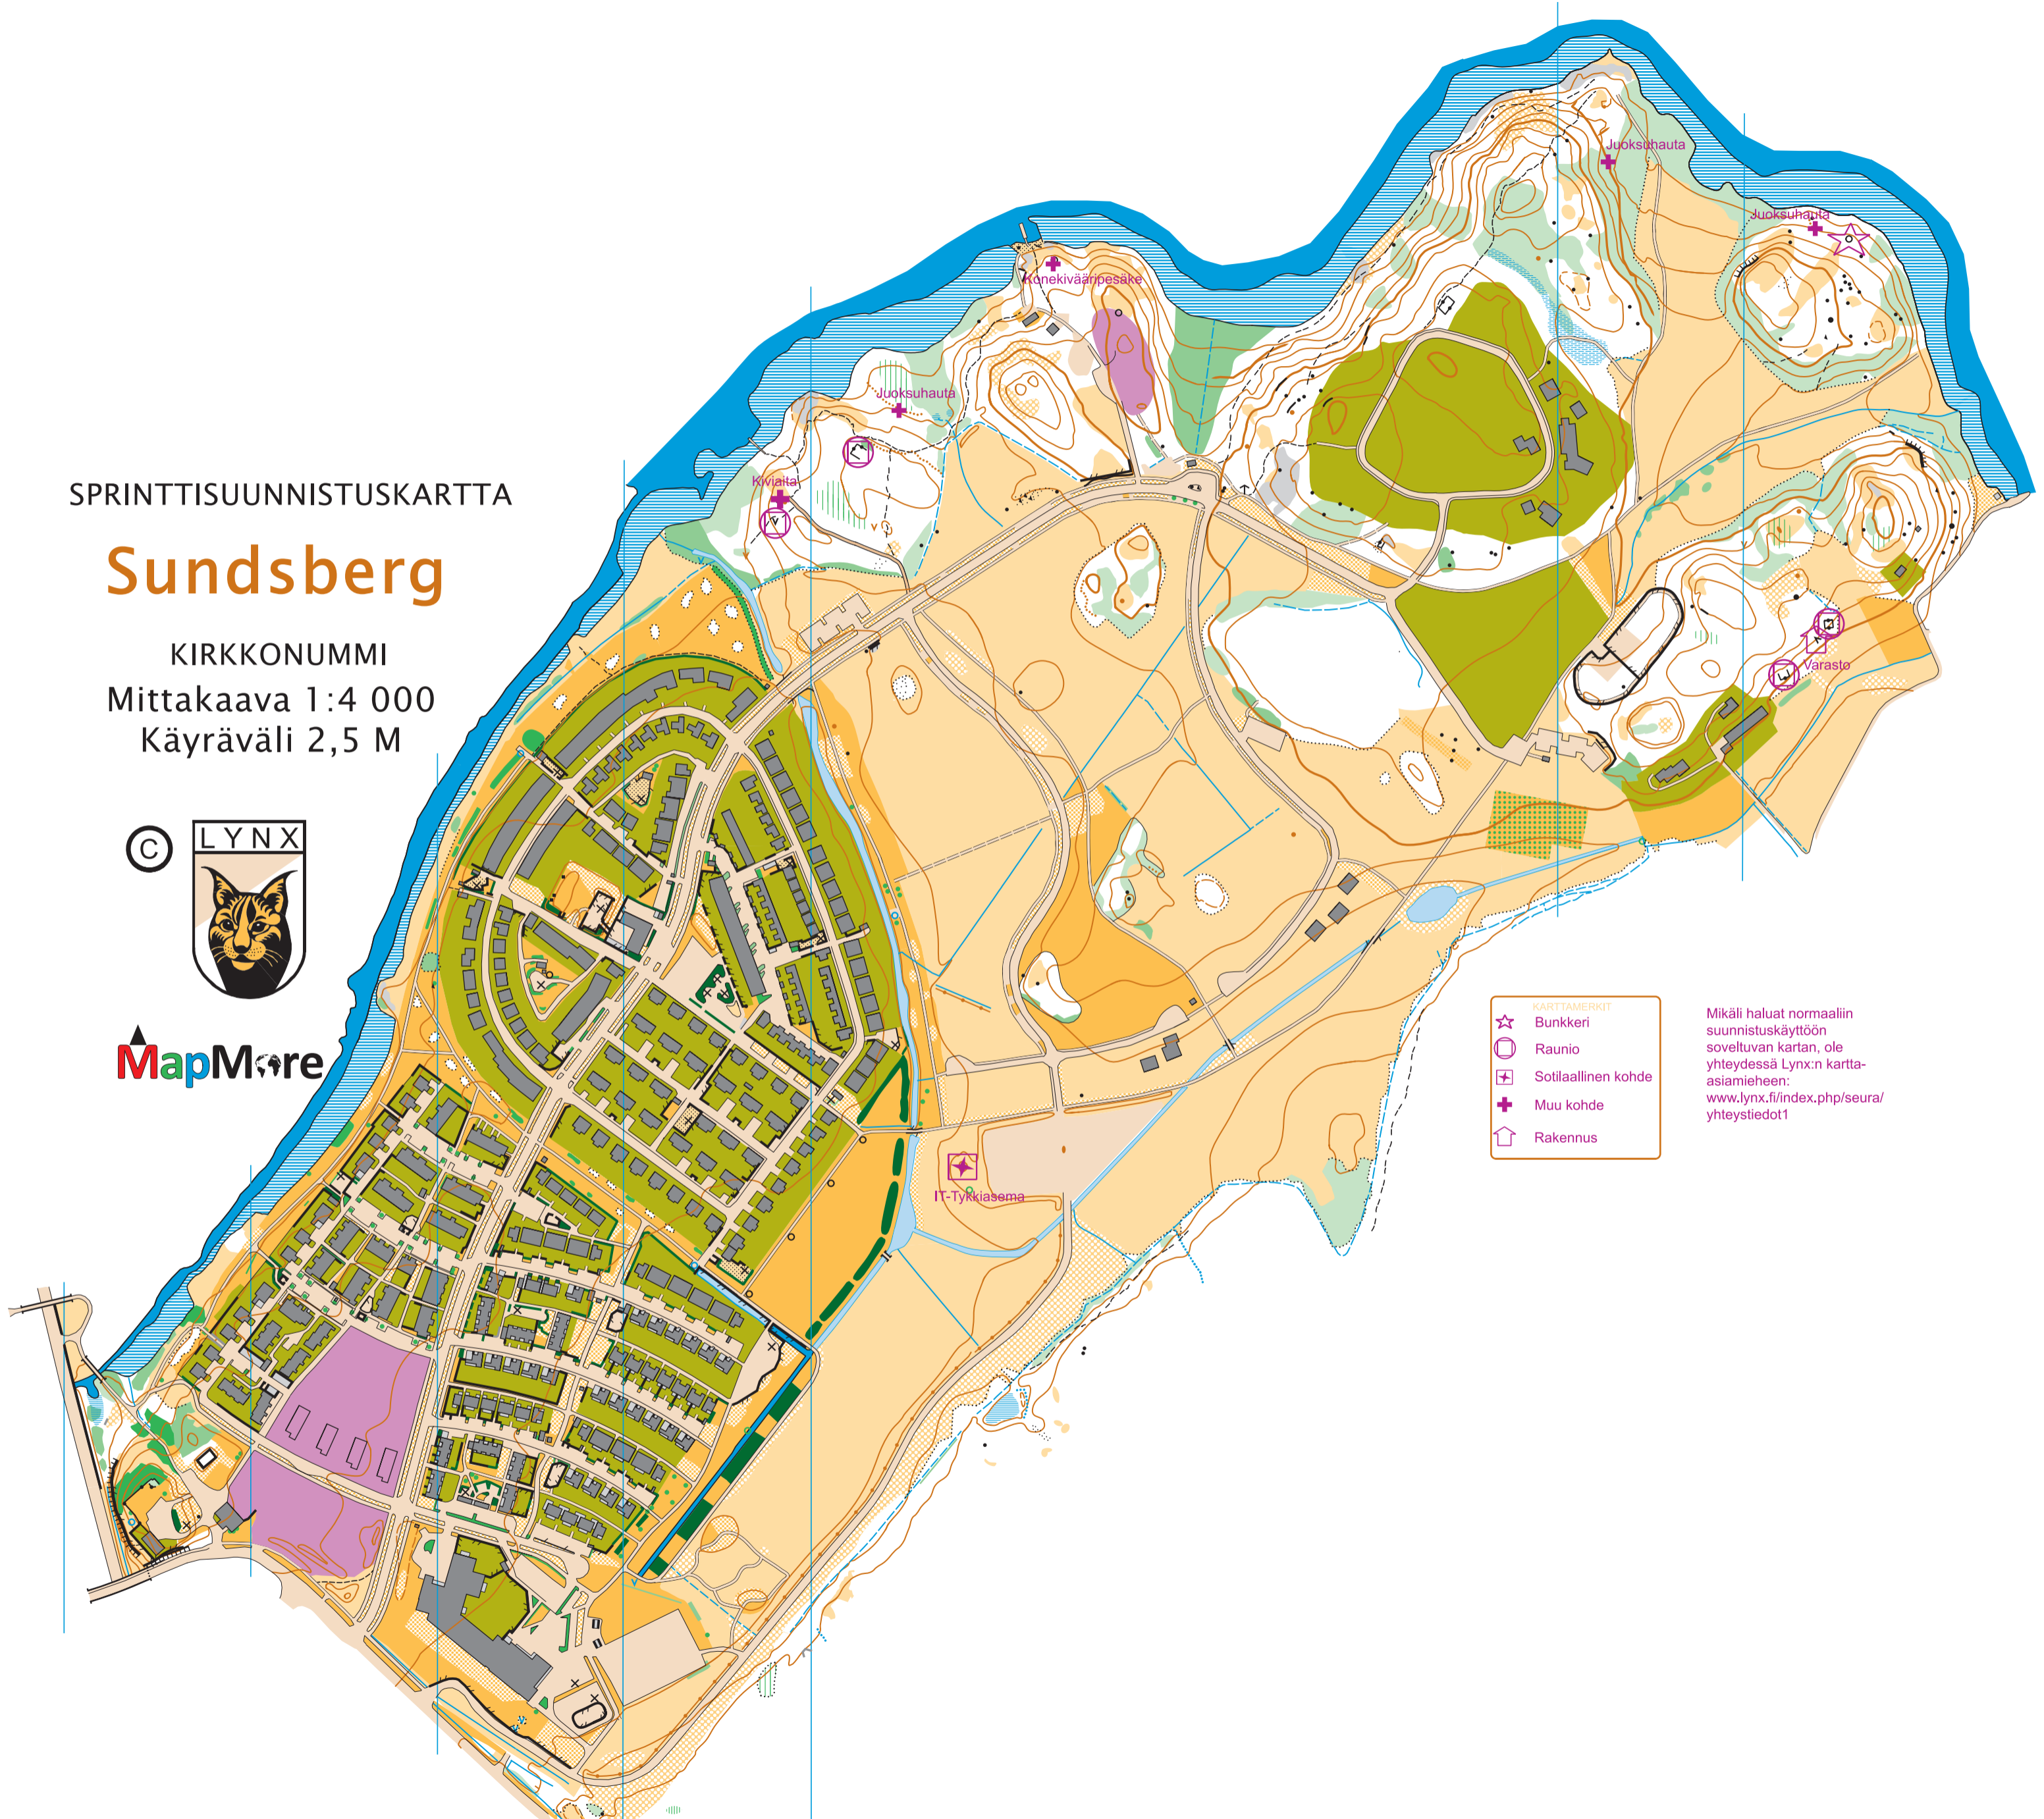 SPRINTTISUUNNISTUSKARTTA
Sundsberg
KIRKKONUMMI
Mittakaava 1:4 000
Käyräväli 2,5 M
C
LYNX
MapMore
Juoksuhauta
Juoksuhauta
Konekivääripesäke
Juoksuhauta
Kiviaita
Varasto
IT-Tykkiasema
KARTTAMERKIT
Bunkkeri
Raunio
Sotilaallinen kohde
Muu kohde
Rakennus
Mikäli haluat normaaliin
suunnistuskäyttöön
soveltuvan kartan, ole
yhteydessä Lynx:n kartta-
asiamieheen:
www.lynx.fi/index.php/seura/
yhteystiedot1